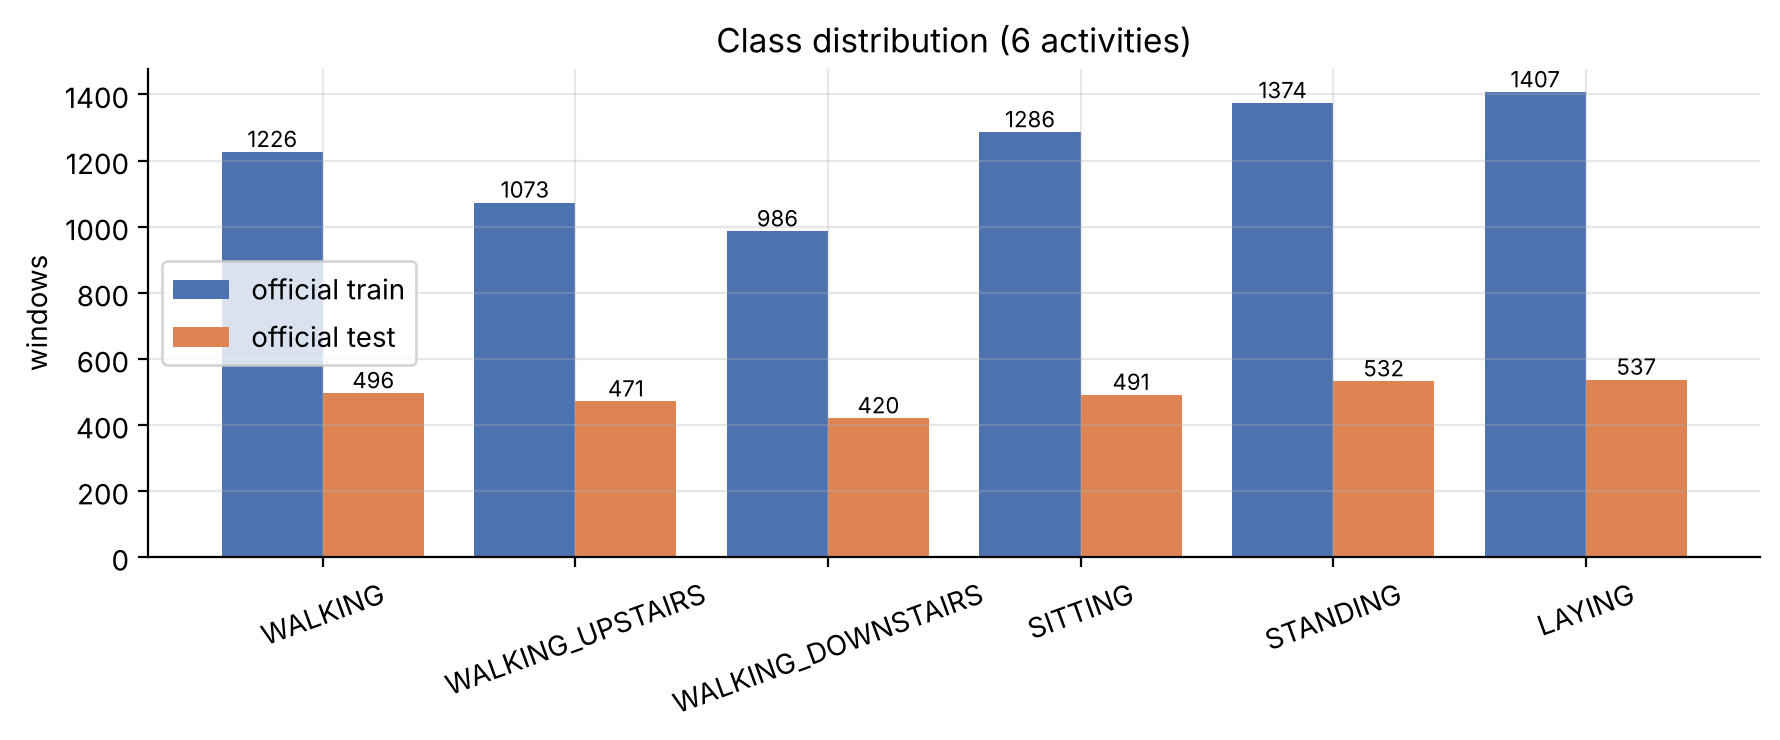 Class distribution (6 activities)
windows
1400
1200
1000
800
600
400
200
0
official train
official test
1226
496
1073
471
986
420
1286
491
1374
532
1407
537
WALKING
WALKING_UPSTAIRS
WALKING_DOWNSTAIRS
SITTING
STANDING
LAYING